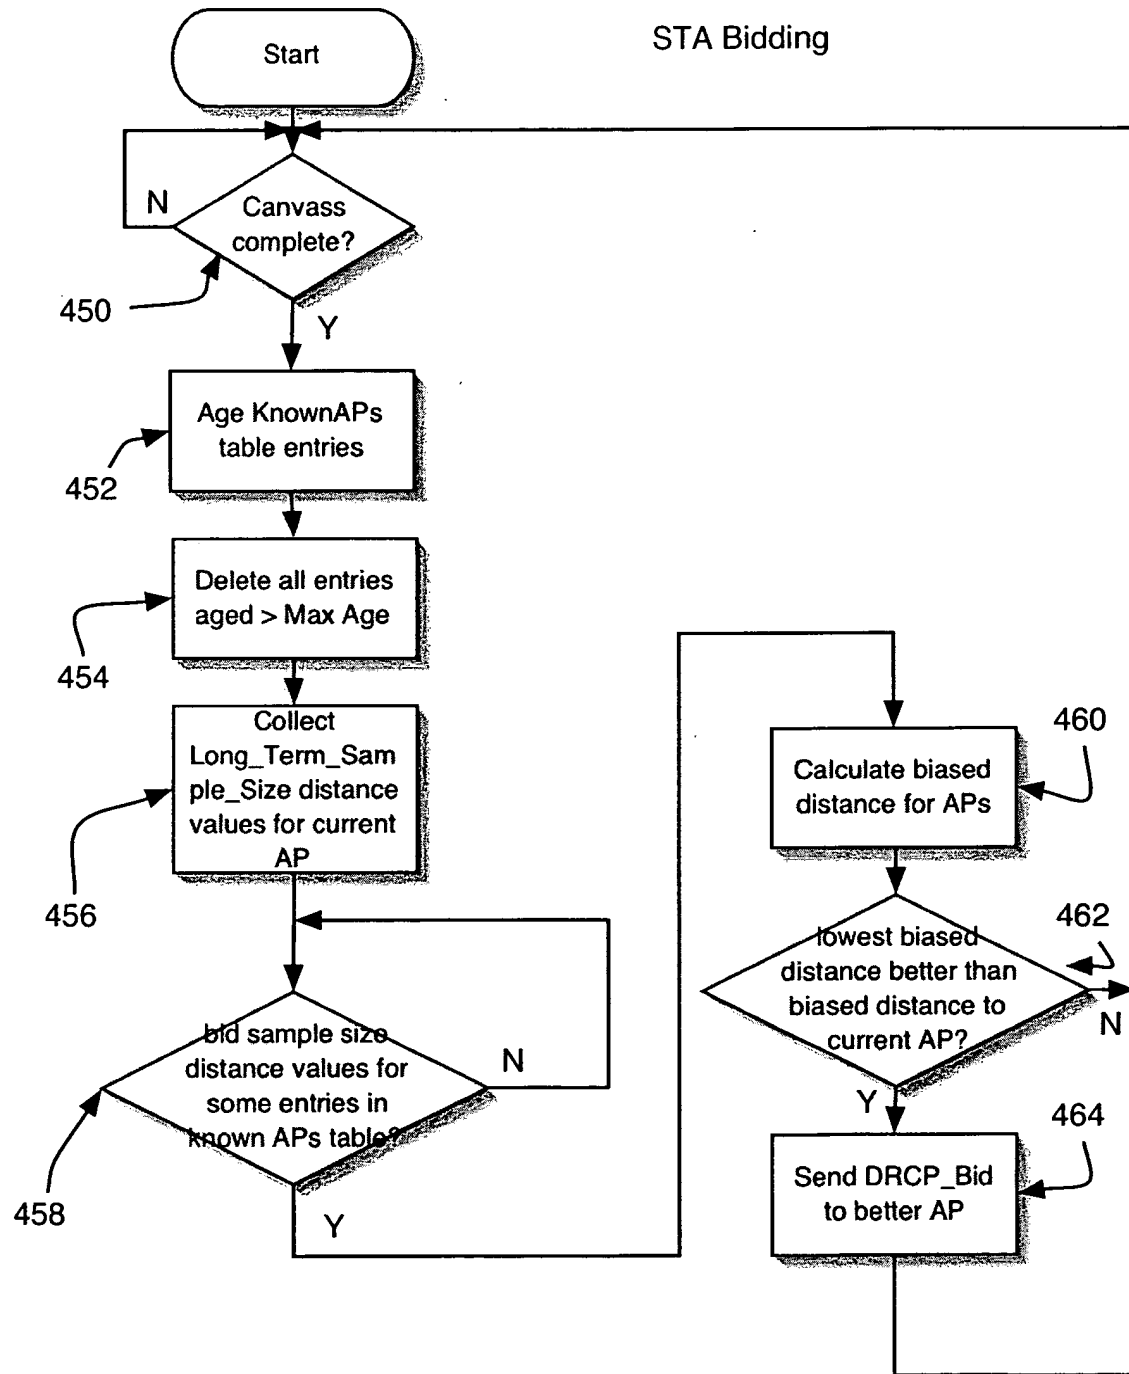 STA Bidding
Start
N
Canvass
complete?
450
Y
Age KnownAPs
table entries
452
Delete all entries
aged > Max Age
454
Collect
Long_Term_Sam
ple_Size distance
values for current
AP
456
bid sample size
distance values for
some entries in
known APs table?
N
458
Y
460
Calculate biased
distance for APs
462
lowest biased
distance better than
biased distance to
current AP?
N
Y
464
Send DRCP_Bid
to better AP